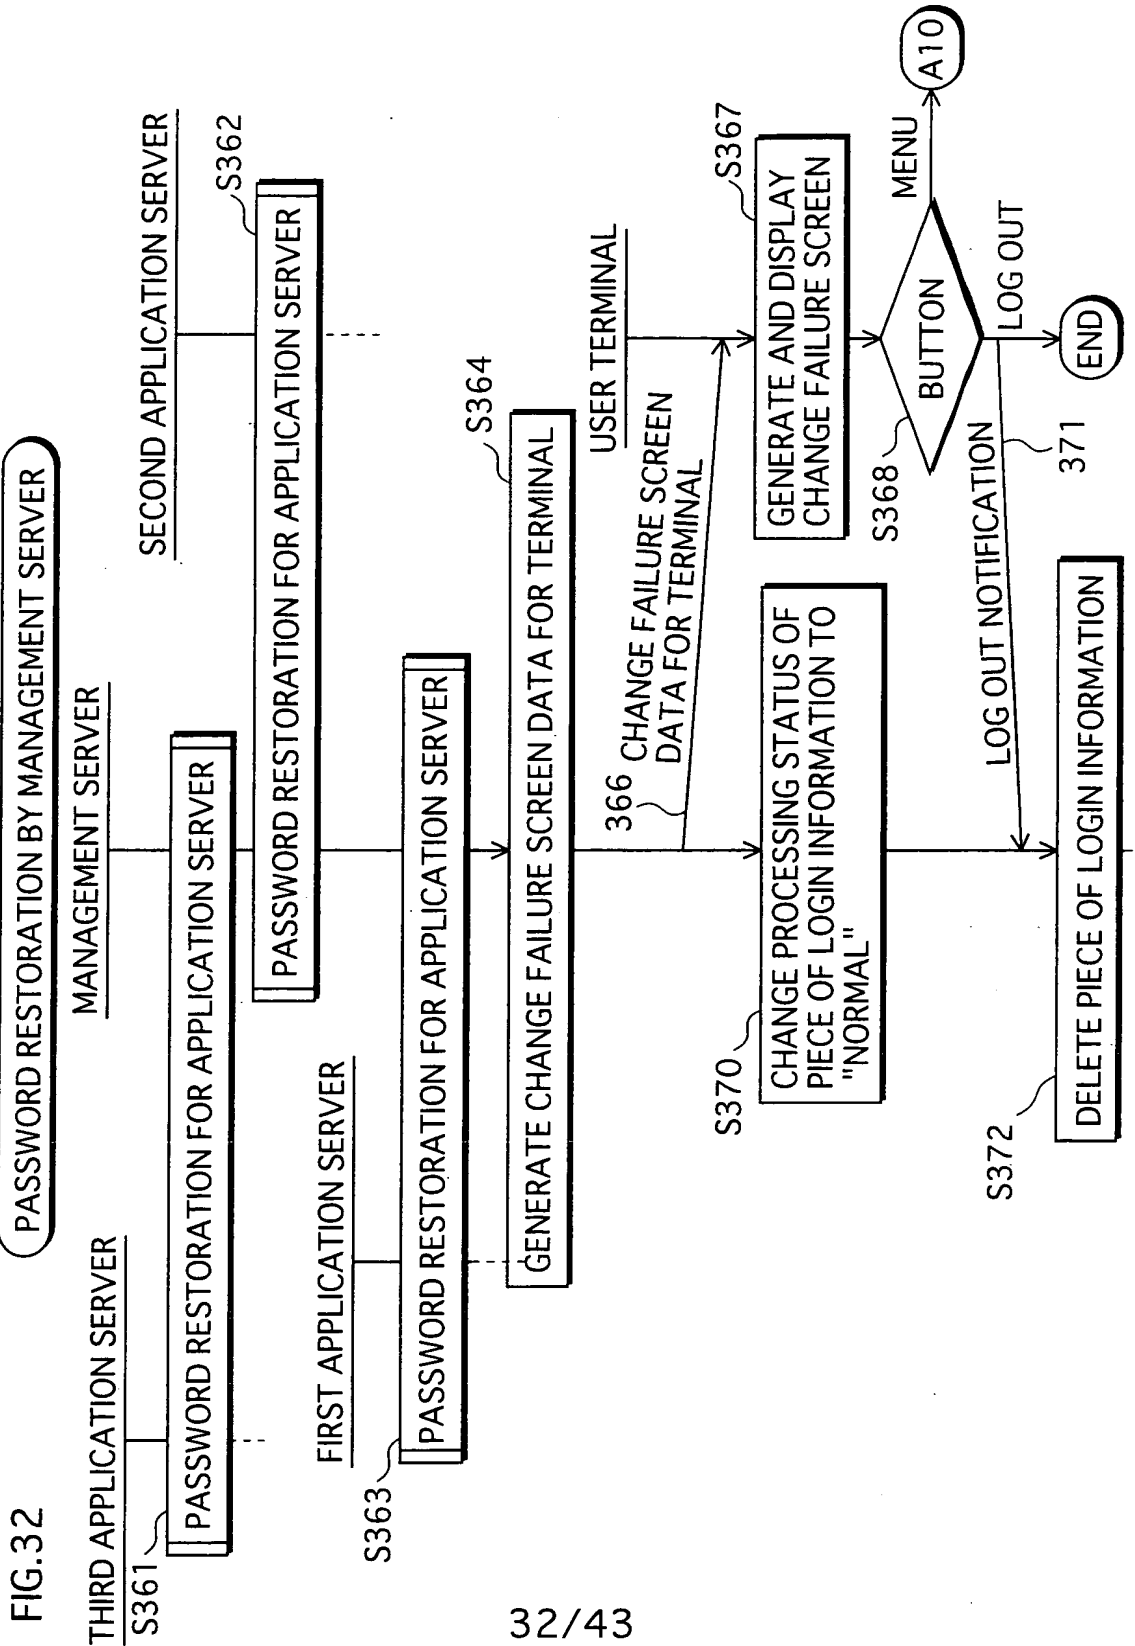 FIG.32
PASSWORD RESTORATION BY MANAGEMENT SERVER
THIRD APPLICATION SERVER
MANAGEMENT SERVER
SECOND APPLICATION SERVER
S361
PASSWORD RESTORATION FOR APPLICATION SERVER
S362
PASSWORD RESTORATION FOR APPLICATION SERVER
FIRST APPLICATION SERVER
S363
PASSWORD RESTORATION FOR APPLICATION SERVER
S364
GENERATE CHANGE FAILURE SCREEN DATA FOR TERMINAL
USER TERMINAL
366
CHANGE FAILURE SCREEN
DATA FOR TERMINAL
S367
GENERATE AND DISPLAY
CHANGE FAILURE SCREEN
S370
CHANGE PROCESSING STATUS OF
PIECE OF LOGIN INFORMATION TO
"NORMAL"
S368
BUTTON
MENU
A10
LOG OUT
LOG OUT NOTIFICATION
371
END
S372
DELETE PIECE OF LOGIN INFORMATION
32/43